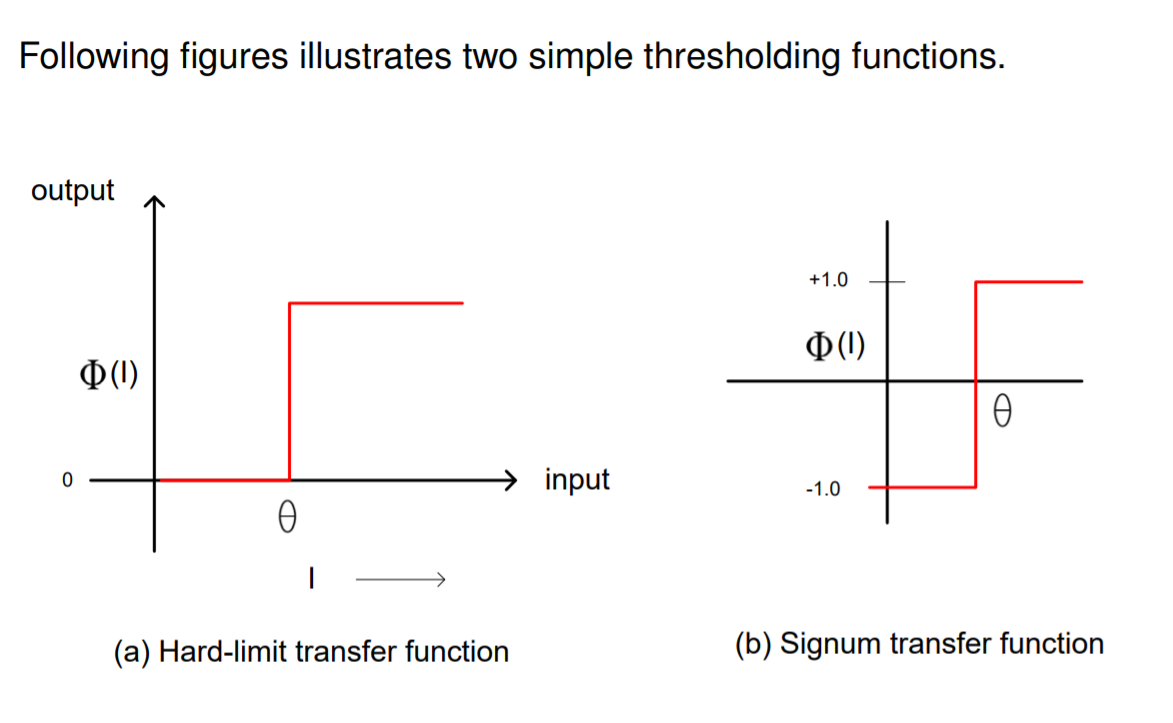 Following figures illustrates two simple thresholding functions.
output
Φ(I)
0
θ
input
I
(a) Hard-limit transfer function
+1.0
Φ(I)
θ
-1.0
(b) Signum transfer function